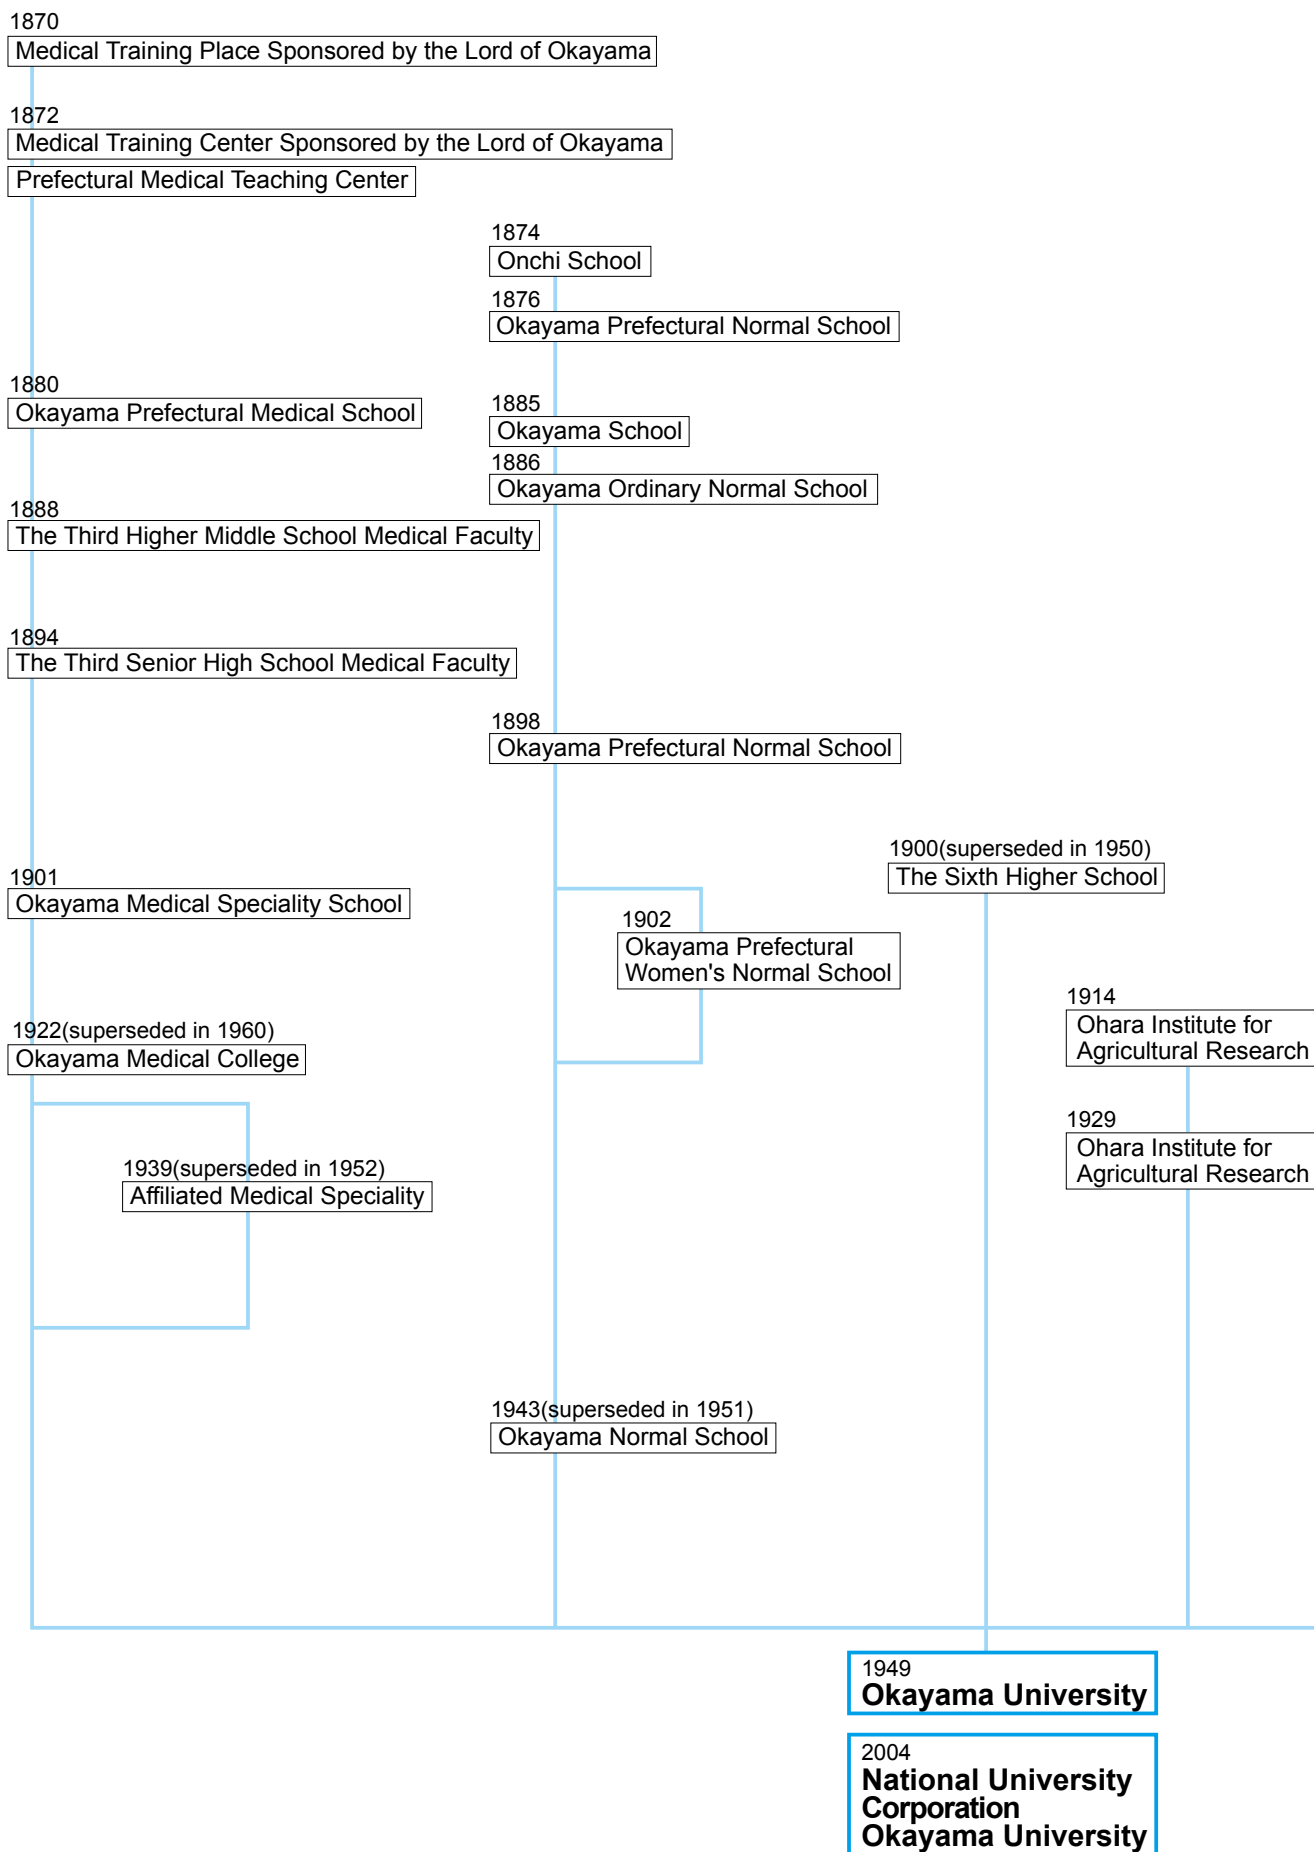 1870
Medical Training Place Sponsored by the Lord of Okayama
1872
Medical Training Center Sponsored by the Lord of Okayama
Prefectural Medical Teaching Center
1874
Onchi School
1876
Okayama Prefectural Normal School
1880
Okayama Prefectural Medical School
1885
Okayama School
1886
Okayama Ordinary Normal School
1888
The Third Higher Middle School Medical Faculty
1894
The Third Senior High School Medical Faculty
1898
Okayama Prefectural Normal School
1900(superseded in 1950)
The Sixth Higher School
1901
Okayama Medical Speciality School
1902
Okayama Prefectural
Women's Normal School
1914
Ohara Institute for
Agricultural Research
1922(superseded in 1960)
Okayama Medical College
1929
Ohara Institute for
Agricultural Research
1939(superseded in 1952)
Affiliated Medical Speciality
1943(superseded in 1951)
Okayama Normal School
1949
Okayama University
2004
National University
Corporation
Okayama University